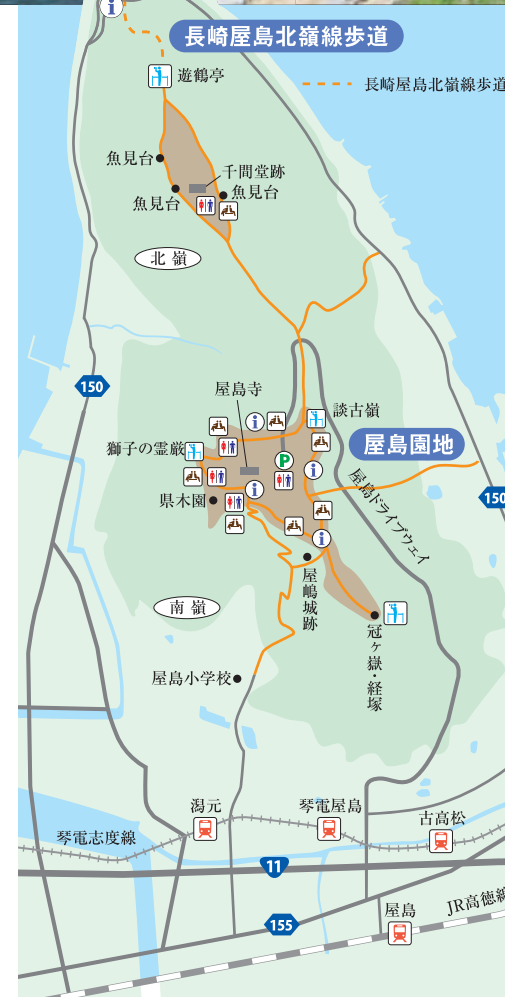 長崎屋島北嶺線歩道
遊鶴亭
長崎屋島北嶺線歩道
魚見台
千間堂跡
魚見台
魚見台
北嶺
150
屋島寺
談古嶺
獅子の霊巌
屋島園地
P
県木園
屋島ドライブウェイ
150
屋嶋城跡
南嶺
冠ヶ嶽・経塚
屋島小学校
潟元
琴電屋島
古高松
琴電志度線
11
屋島
JR高徳線
155